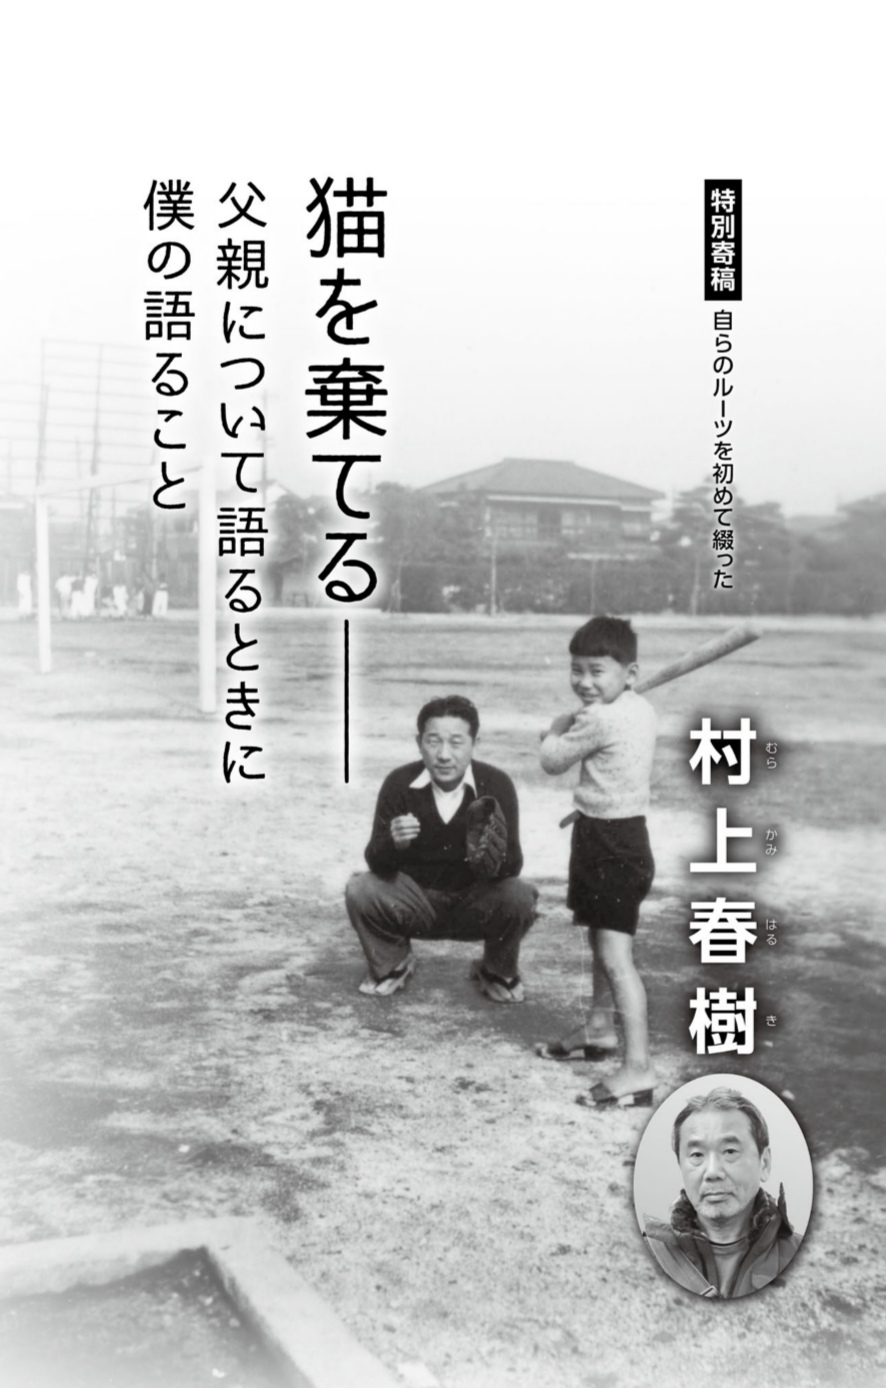 特別寄稿 自らのルーツを初めて綴った
村上春樹
むら かみ はる き
猫を棄てる——
父親について語るときに
僕の語ること